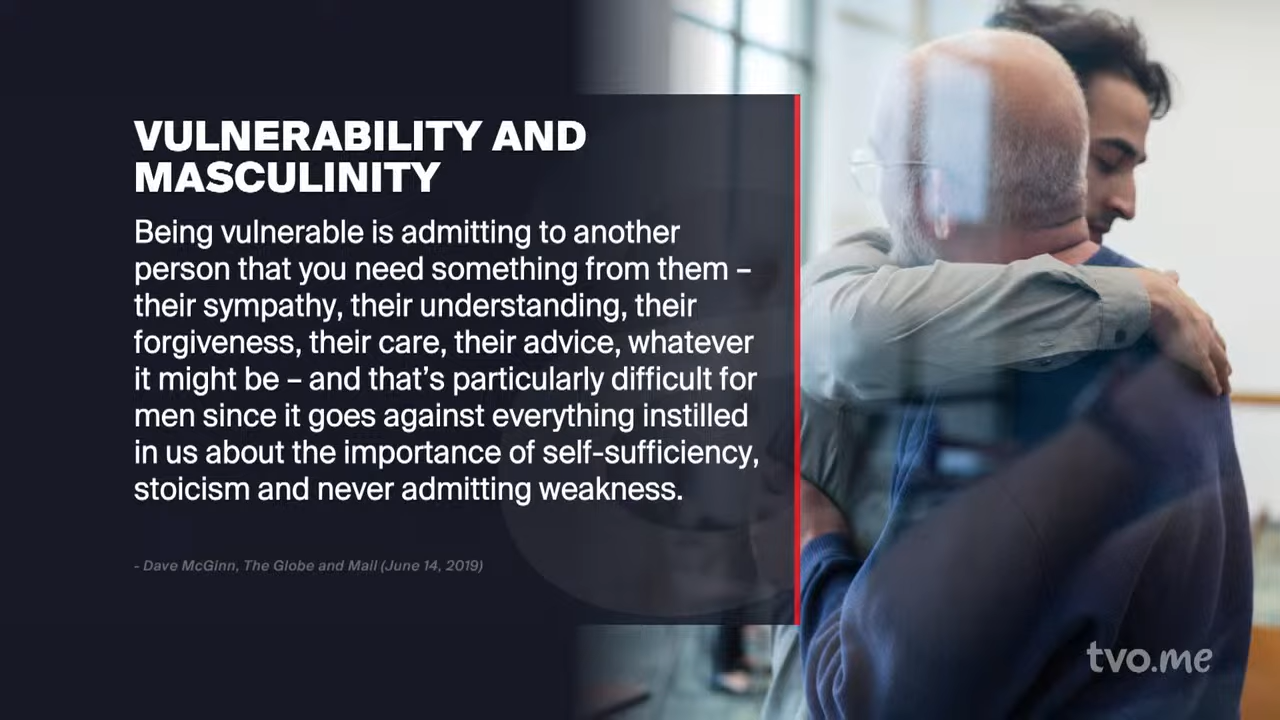 VULNERABILITY AND
MASCULINITY
Being vulnerable is admitting to another
person that you need something from them –
their sympathy, their understanding, their
forgiveness, their care, their advice, whatever
it might be – and that’s particularly difficult for
men since it goes against everything instilled
in us about the importance of self-sufficiency,
stoicism and never admitting weakness.
- Dave McGinn, The Globe and Mail (June 14, 2019)
tvo.me